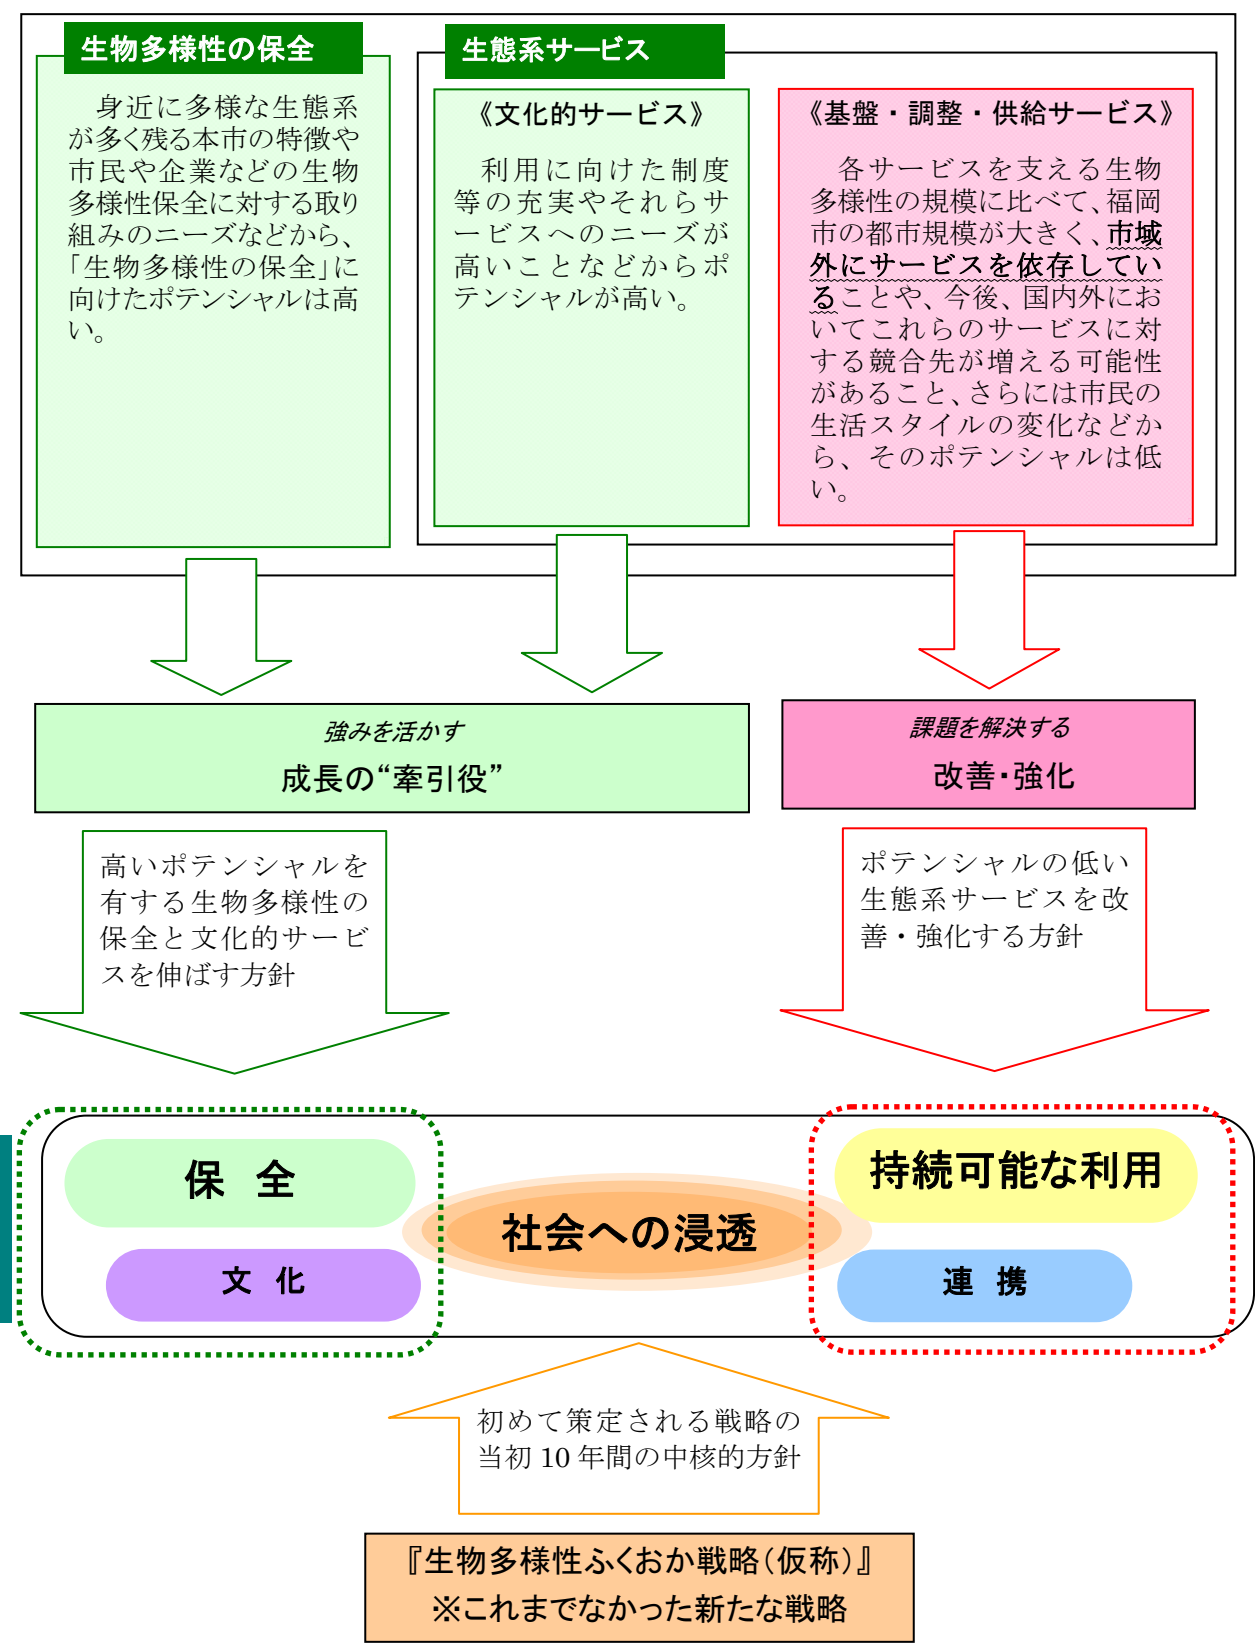 生物多様性の保全
身近に多様な生態系
が多く残る本市の特徴や
市民や企業などの生物
多様性保全に対する取り
組みのニーズなどから、
「生物多様性の保全」に
向けたポテンシャルは高
い。
生態系サービス
《文化的サービス》
利用に向けた制度
等の充実やそれらサ
ービスへのニーズが
高いことなどからポ
テンシャルが高い。
《基盤・調整・供給サービス》
各サービスを支える生物
多様性の規模に比べて、福岡
市の都市規模が大きく、市域
外にサービスを依存してい
ることや、今後、国内外にお
いてこれらのサービスに対
する競合先が増える可能性
があること、さらには市民の
生活スタイルの変化などか
ら、そのポテンシャルは低
い。
強みを活かす
成長の“牽引役”
課題を解決する
改善・強化
高いポテンシャルを
有する生物多様性の
保全と文化的サービ
スを伸ばす方針
ポテンシャルの低い
生態系サービスを改
善・強化する方針
保 全
文 化
社会への浸透
持続可能な利用
連 携
初めて策定される戦略の
当初 10 年間の中核的方針
『生物多様性ふくおか戦略（仮称）』
※これまでなかった新たな戦略